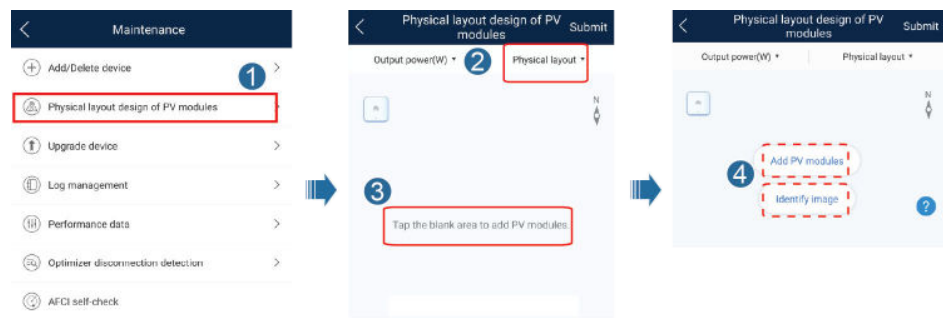 Maintenance
Add/Delete device
1
Physical layout design of PV modules
Upgrade device
Log management
Performance data
Optimizer disconnection detection
AFCI self-check
Physical layout design of PV
modules
Submit
Output power(W)
2
Physical layout
N
3
Tap the blank area to add PV modules.
Physical layout design of PV
modules
Submit
Output power(W)
Physical layout
N
4
Add PV modules
Identify image
?